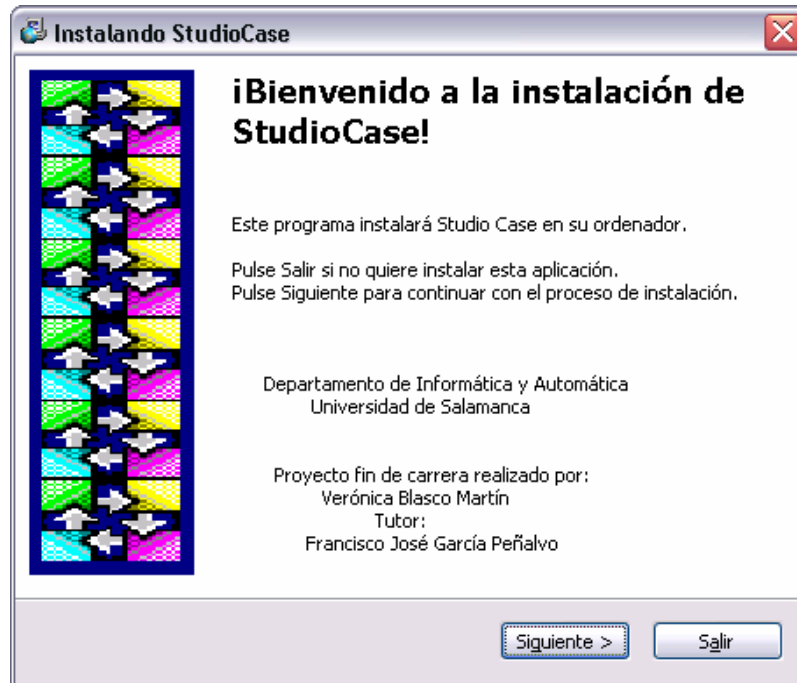 Instalando StudioCase
¡Bienvenido a la instalación de
StudioCase!
Este programa instalará Studio Case en su ordenador.
Pulse Salir si no quiere instalar esta aplicación.
Pulse Siguiente para continuar con el proceso de instalación.
Departamento de Informática y Automática
Universidad de Salamanca
Proyecto fin de carrera realizado por:
Verónica Blasco Martín
Tutor:
Francisco José García Peñalvo
Siguiente >
Salir